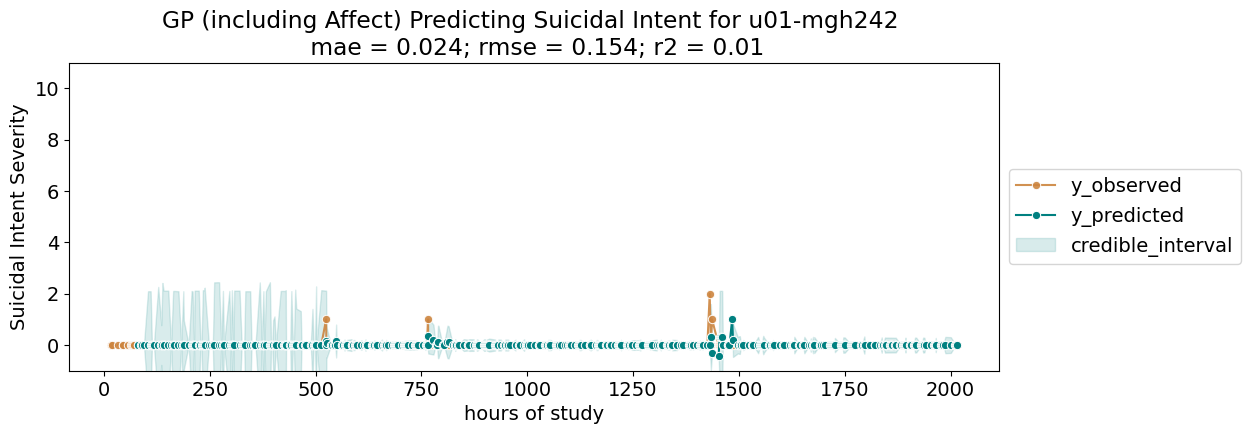 GP (including Affect) Predicting Suicidal Intent for u01-mgh242
mae = 0.024; rmse = 0.154; r2 = 0.01
Suicidal Intent Severity
10
8
6
4
2
0
0 250 500 750 1000 1250 1500 1750 2000
hours of study
y_observed
y_predicted
credible_interval